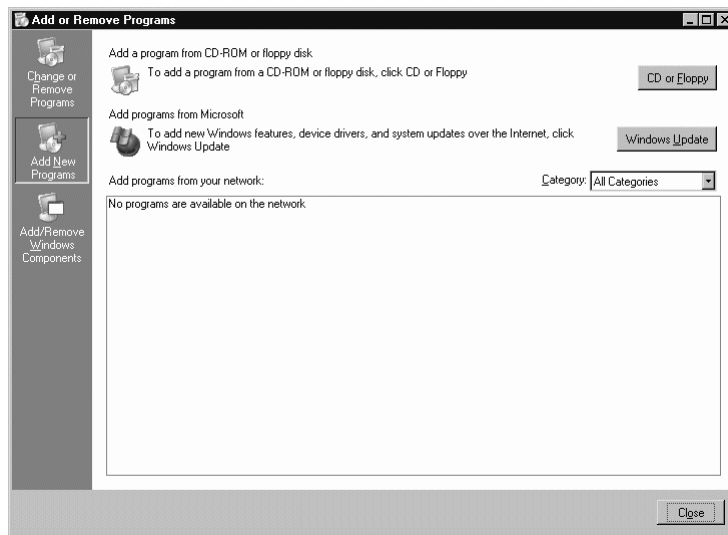 Add or Remove Programs
Change or
Remove
Programs
Add New
Programs
Add/Remove
Windows
Components
Add a program from CD-ROM or floppy disk
To add a program from a CD-ROM or floppy disk, click CD or Floppy
CD or Floppy
Add programs from Microsoft
To add new Windows features, device drivers, and system updates over the Internet, click
Windows Update
Windows Update
Add programs from your network:
Category: All Categories
No programs are available on the network
Close